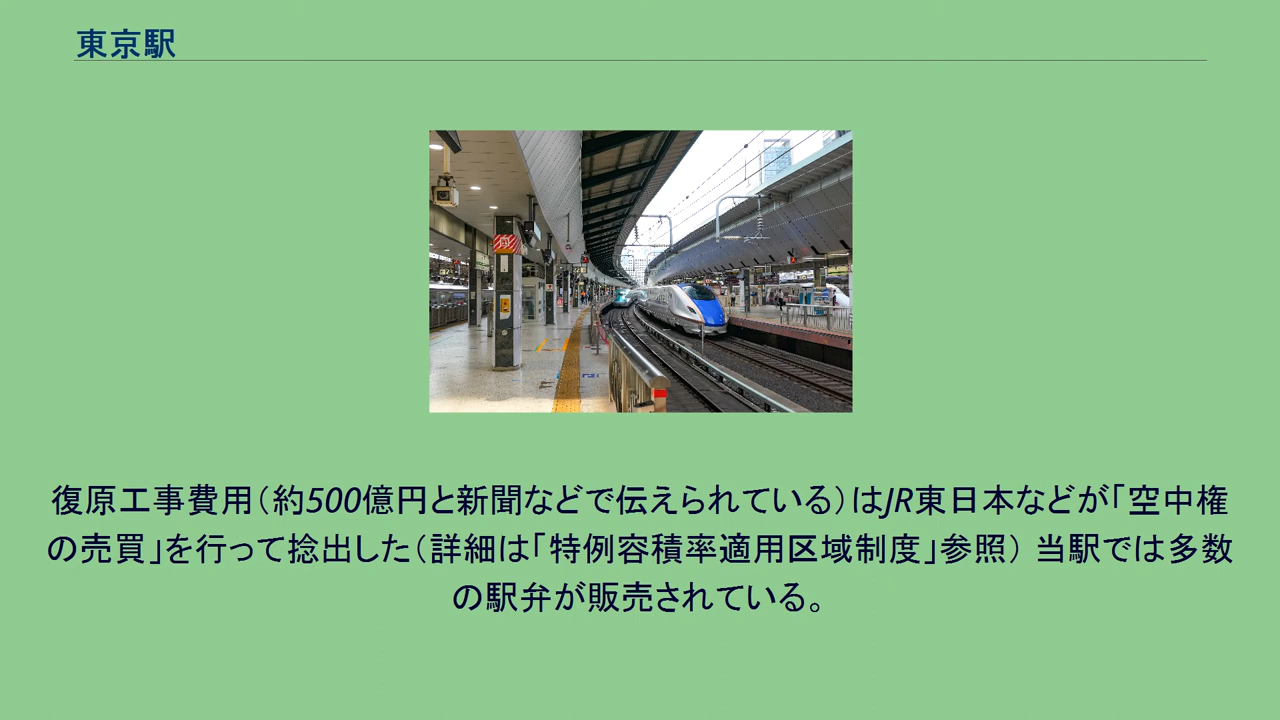 東京駅
復原工事費用（約500億円と新聞などで伝えられている）はJR東日本などが「空中権
の売買」を行って捻出した（詳細は「特例容積率適用区域制度」参照） 当駅では多数
の駅弁が販売されている。